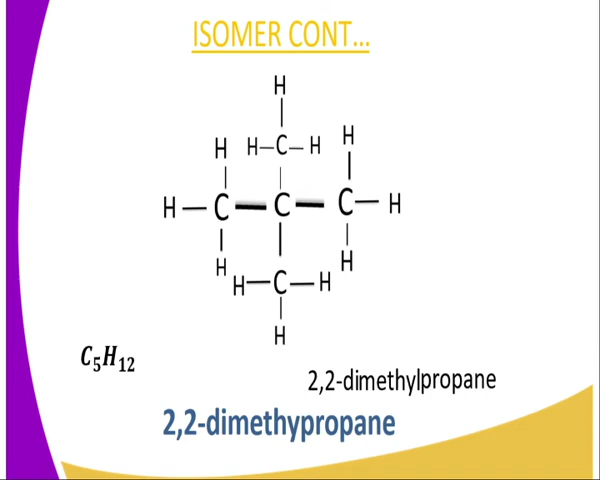 ISOMER CONT...
H
H H–C–H H
H – C – C – C – H
H H
H–C–H
H
C₅H₁₂
2,2-dimethylpropane
2,2-dimethypropane